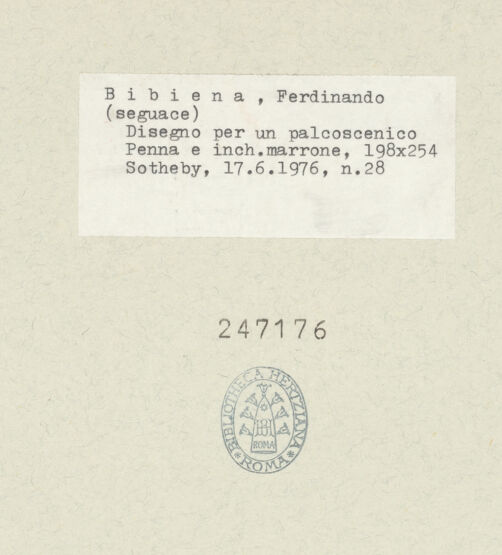 B i b i e n a , Ferdinando
(seguace)
Disegno per un palcoscenico
Penna e inch.marrone, 198x254
Sotheby, 17.6.1976, n.28
247176
BIBLIOTHECA HERTZIANA
ROMA
* ROMA *